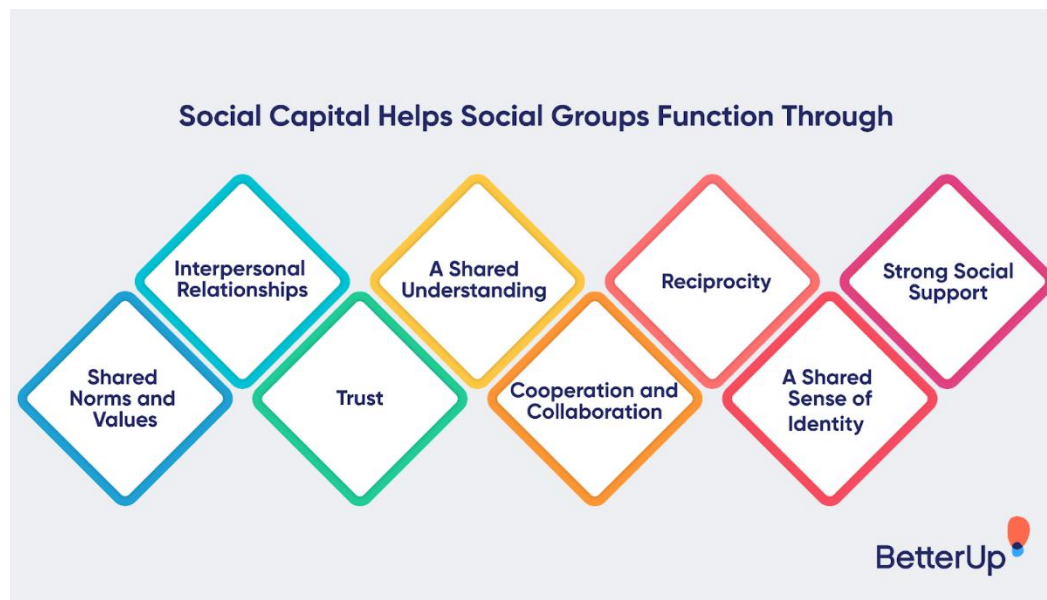 Social Capital Helps Social Groups Function Through
Shared
Norms and
Values
Interpersonal
Relationships
Trust
A Shared
Understanding
Cooperation and
Collaboration
Reciprocity
A Shared
Sense of
Identity
Strong Social
Support
BetterUp